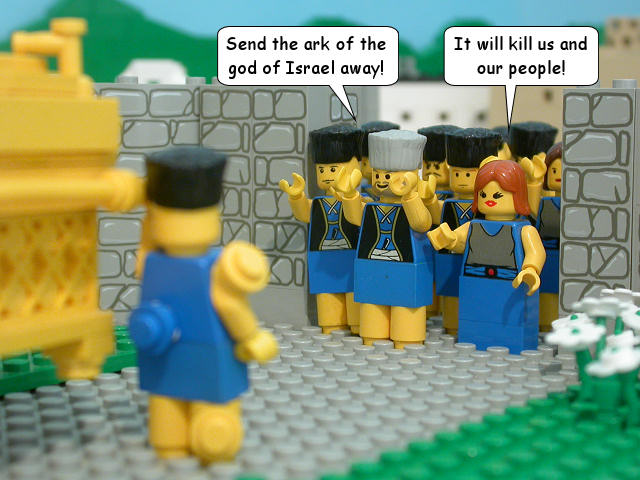 Send the ark of the
god of Israel away!
It will kill us and
our people!